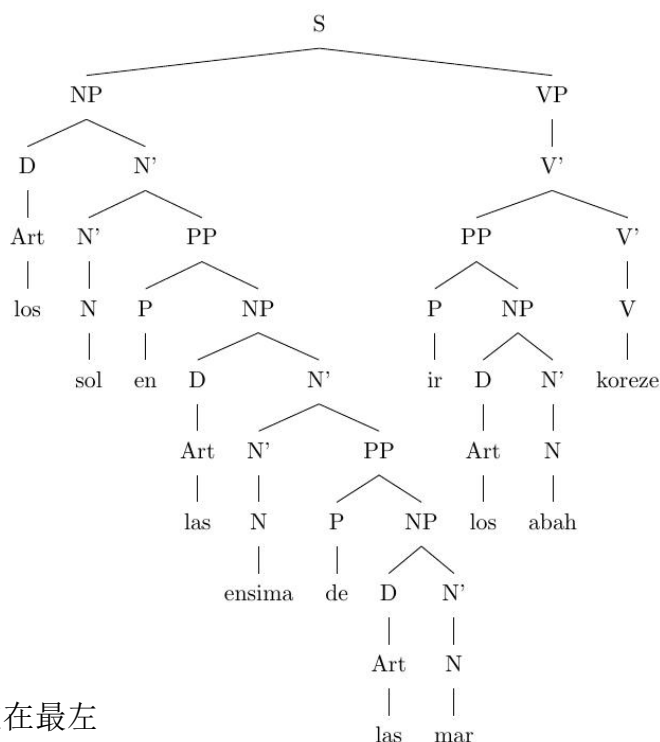 S
NP VP
D N' V'
Art N' PP PP V'
los N P NP P NP V
sol en D N' ir D N' koreze
Art N' PP Art N
las N P NP los abah
ensima de D N'
Art N
在最左
las mar